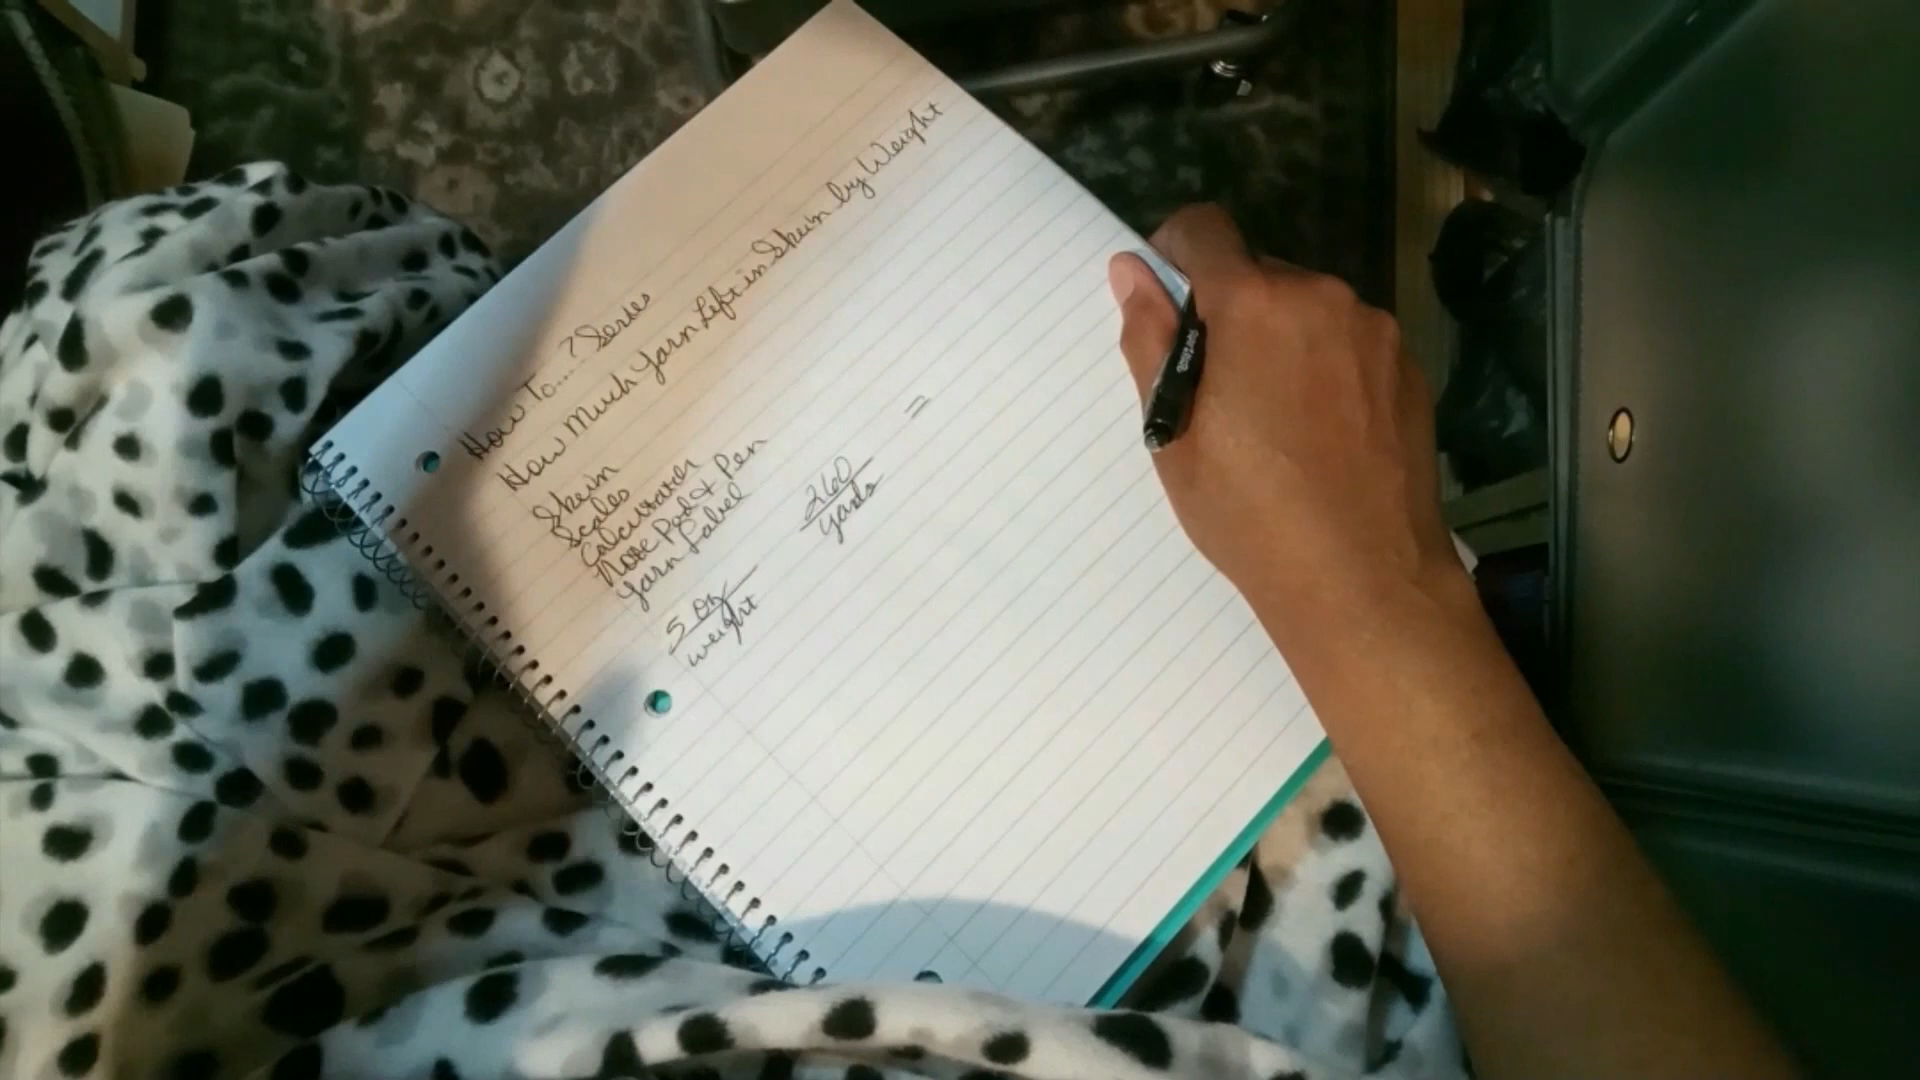 How To....? Series
How Much Yarn Left in Skein by Weight
Skein
Scales
Calculator
Note Pad & Pen
Yarn Label
5 oz
weight
260
yards
=